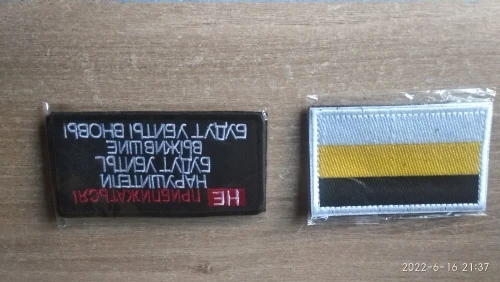 НЕ ПРИБЛИЖАТЬСЯ!
НАРУШИТЕЛИ
БУДУТ УБИТЫ.
ВЫЖИВШИЕ
БУДУТ УБИТЫ ВНОВЬ!
2022-6-16 21:37